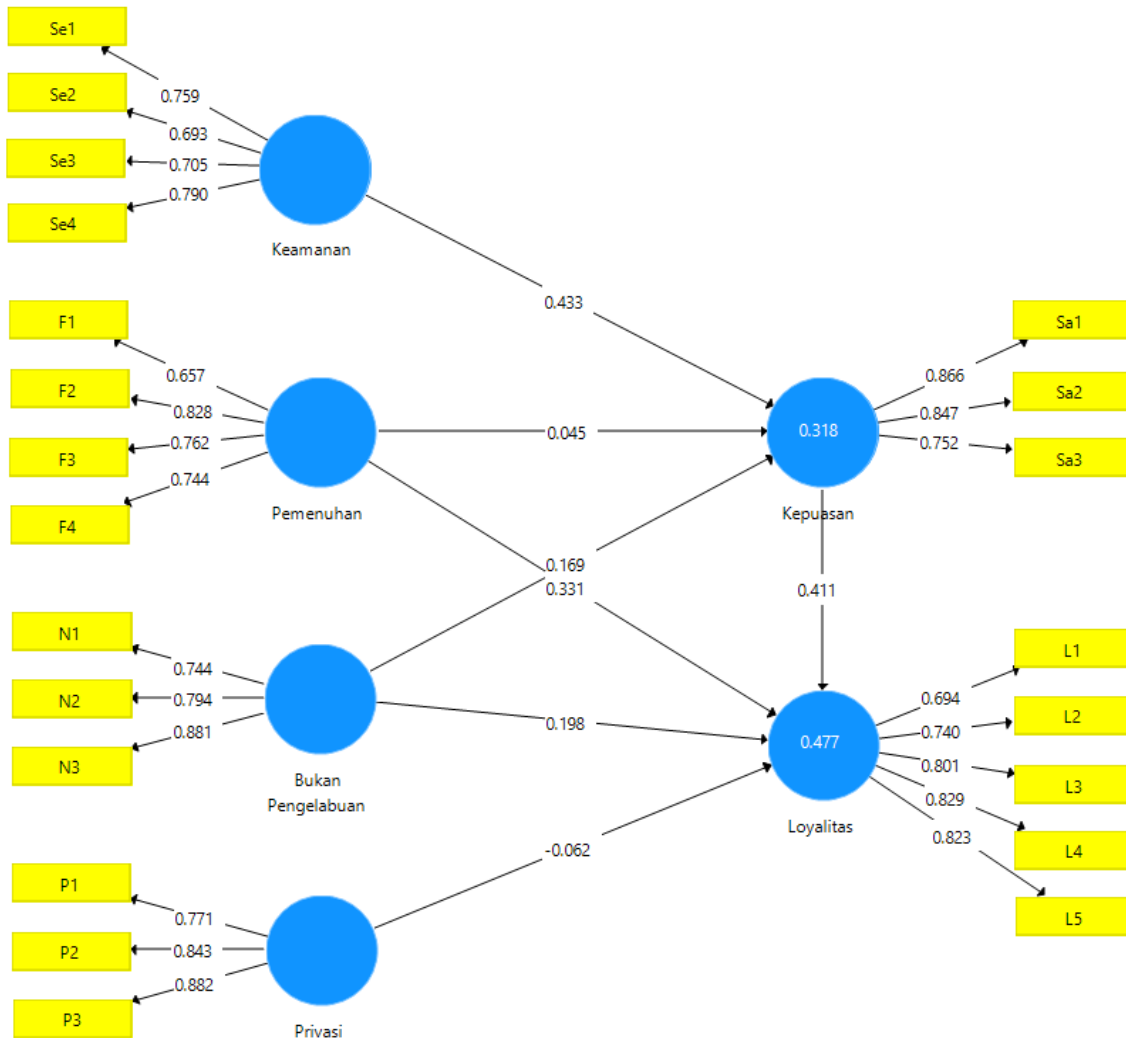 Se1
0.759
Se2
0.693
Se3
0.705
Se4
0.790
Keamanan
0.433
F1
0.657
F2
0.828
F3
0.762
F4
0.744
Pemenuhan
0.045
0.331
Sa1
0.866
Sa2
0.847
Sa3
0.752
0.318
Kepuasan
0.411
N1
0.744
N2
0.794
N3
0.881
Bukan
Pengelabuan
0.169
0.198
L1
0.694
L2
0.740
L3
0.801
L4
0.829
L5
0.823
0.477
Loyalitas
P1
0.771
P2
0.843
P3
0.882
Privasi
-0.062